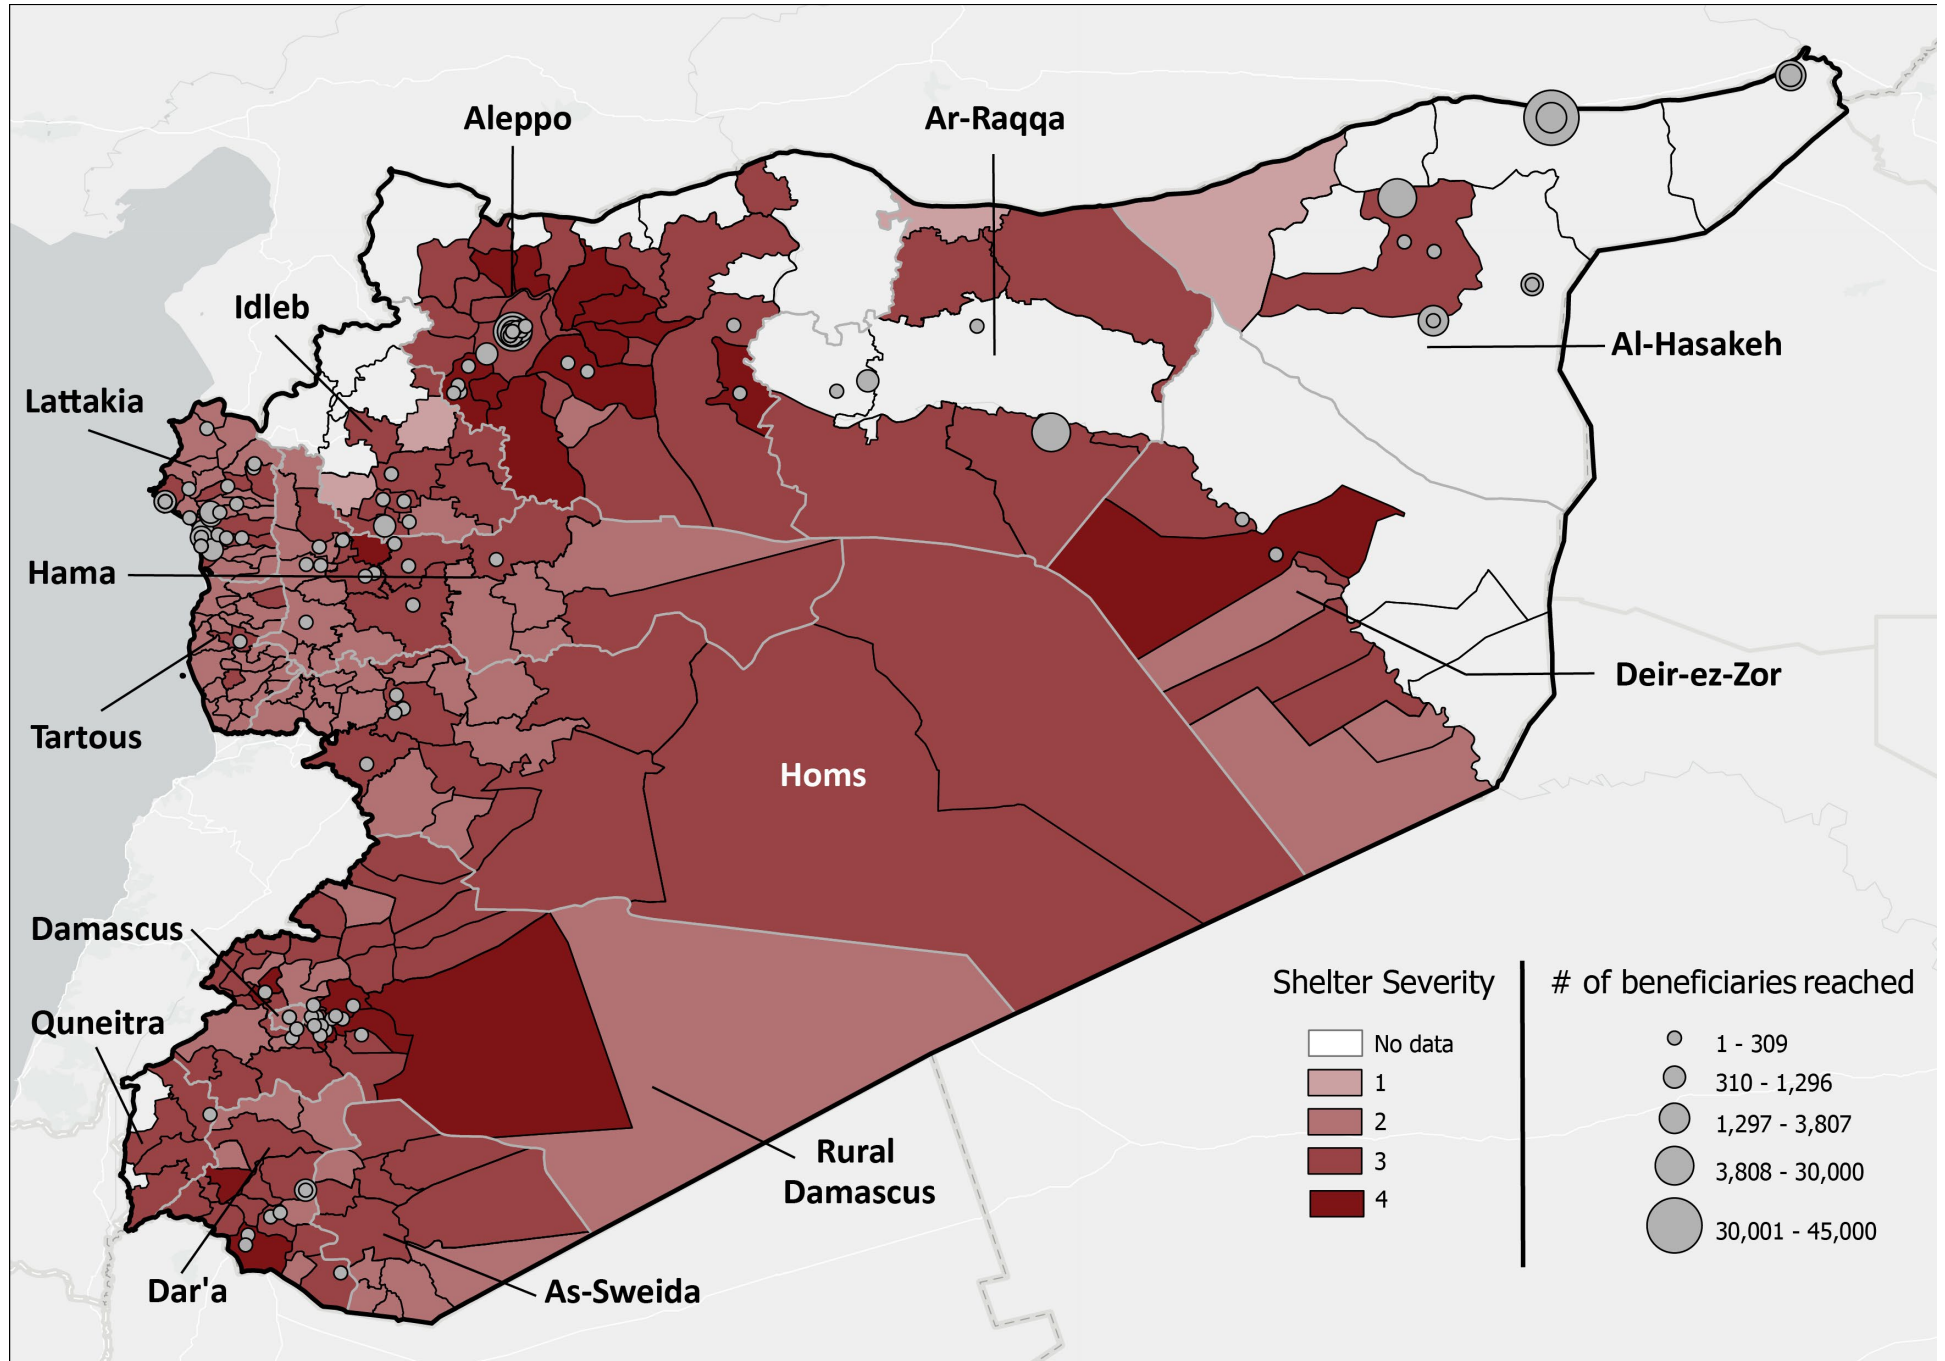 Aleppo
Ar-Raqqa
Idleb
Al-Hasakeh
Lattakia
Hama
Deir-ez-Zor
Tartous
Homs
Damascus
Quneitra
Rural
Damascus
Dar'a
As-Sweida
Shelter Severity
No data
1
2
3
4
# of beneficiaries reached
1 - 309
310 - 1,296
1,297 - 3,807
3,808 - 30,000
30,001 - 45,000